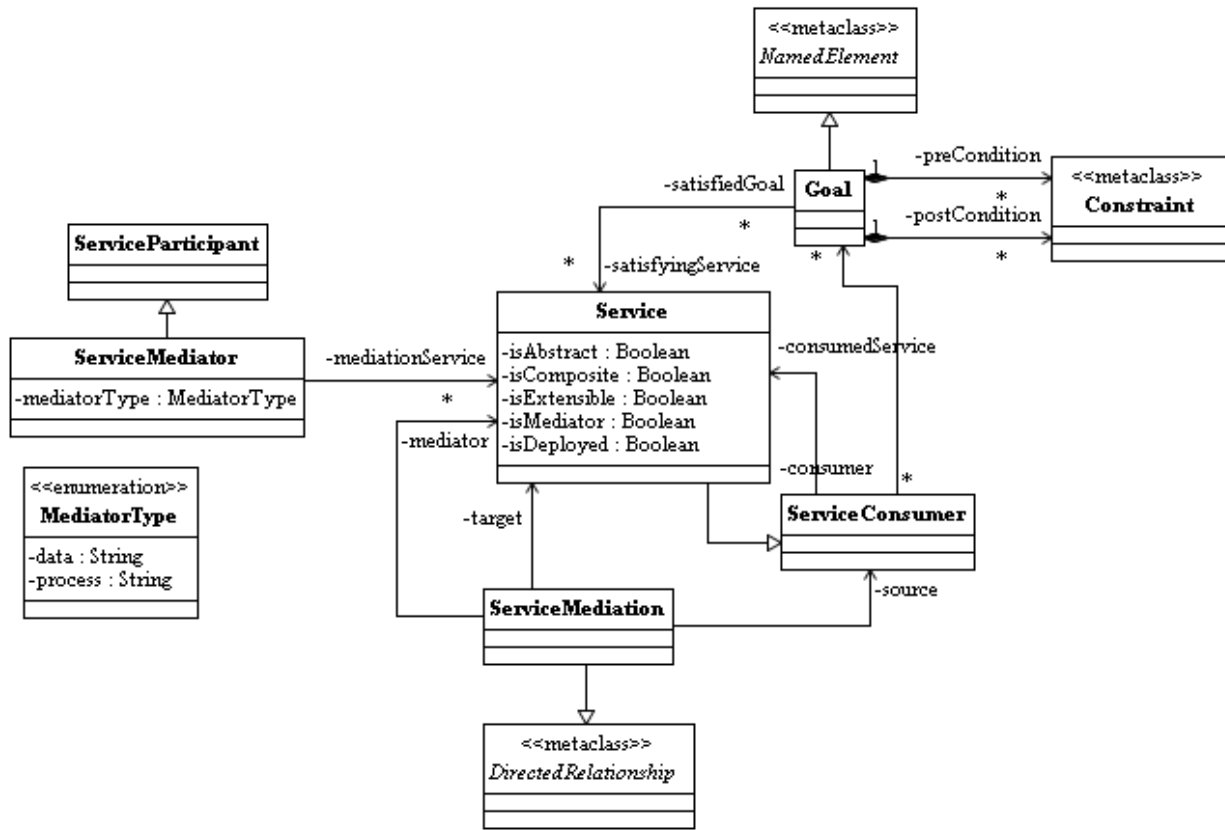 <<metaclass>>
NamedElement
-preCondition
1
*
-satisfiedGoal
*
Goal
<<metaclass>>
Constraint
-postCondition
1
*
*
ServiceParticipant
*
-satisfyingService
Service
-isAbstract : Boolean
-isComposite : Boolean
-isExtensible : Boolean
-isMediator : Boolean
-isDeployed : Boolean
ServiceMediator
-mediatorType : MediatorType
-mediationService
*
-consumedService
-mediator
<<enumeration>>
MediatorType
-data : String
-process : String
-consumer
*
-target
ServiceConsumer
-source
ServiceMediation
<<metaclass>>
DirectedRelationship